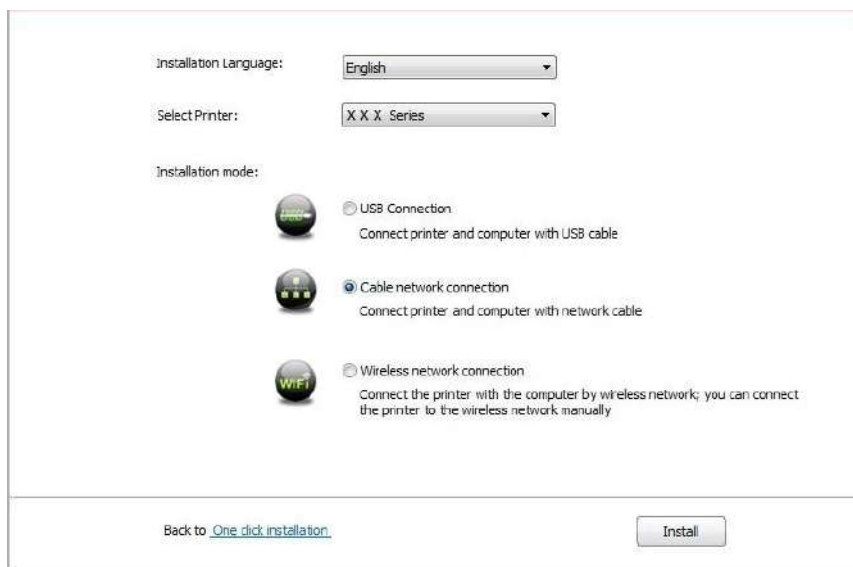 Installation Language:
English
Select Printer:
X X X Series
Installation mode:
USB
USB Connection
Connect printer and computer with USB cable
Cable network connection
Connect printer and computer with network cable
WiFi
Wireless network connection
Connect the printer with the computer by wireless network; you can connect
the printer to the wireless network manually
Back to One click installation
Install